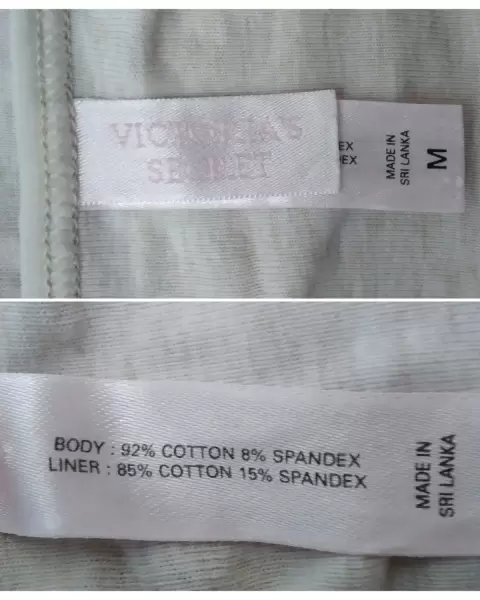 VICTORIA'S
SECRET
EX
EX
MADE IN
SRI LANKA
M
BODY : 92% COTTON 8% SPANDEX
LINER : 85% COTTON 15% SPANDEX
MADE IN
SRI LANKA